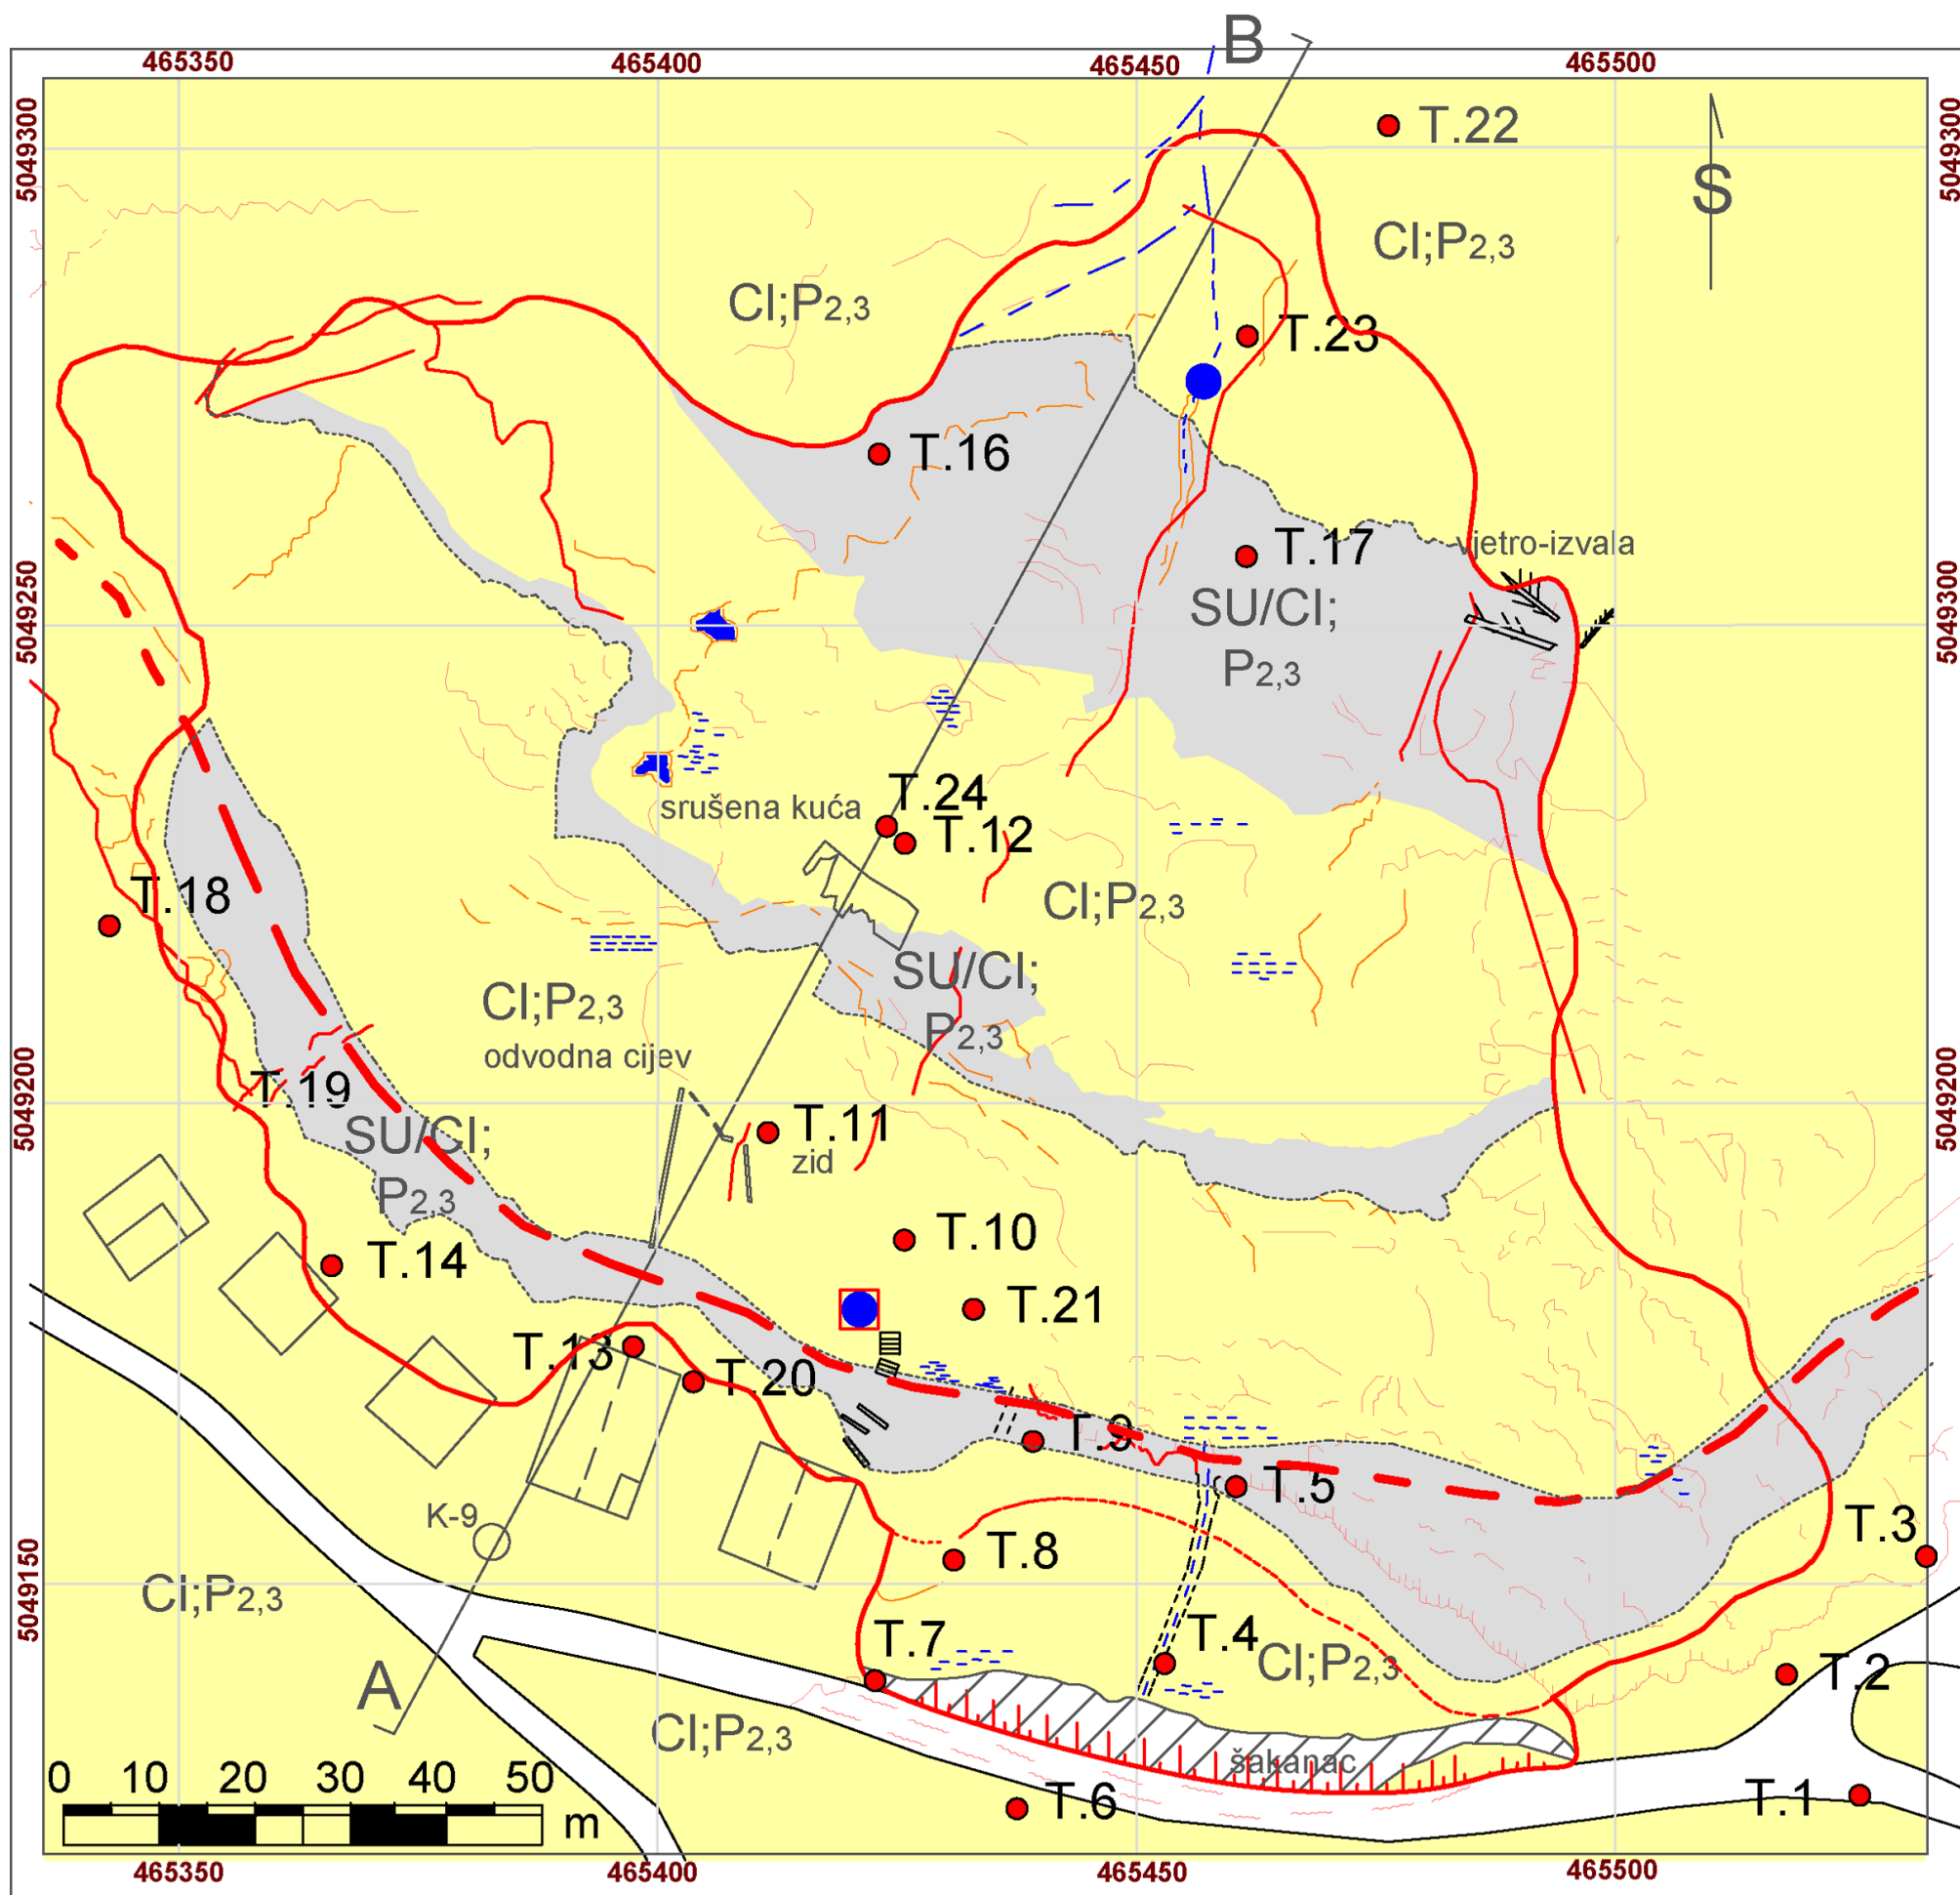 B
465350
465400
465450
465500
5049300
5049300
T.22
S
Cl;P2,3
Cl;P2,3
T.23
T.16
T.17
vjetro-izvala
SU/Cl;
P2,3
5049250
5049300
T.24
srušena kuća
T.12
T.18
Cl;P2,3
SU/Cl;
P2,3
Cl;P2,3
odvodna cijev
T.19
T.11
zid
5049200
5049200
SU/Cl;
P2,3
T.10
T.14
T.21
T.13
T.20
T.9
T.5
K-9
T.3
T.8
5049150
Cl;P2,3
T.7
T.4
Cl;P2,3
T.2
A
Cl;P2,3
šakanac
0 10 20 30 40 50
m
T.6
T.1
465350
465400
465450
465500